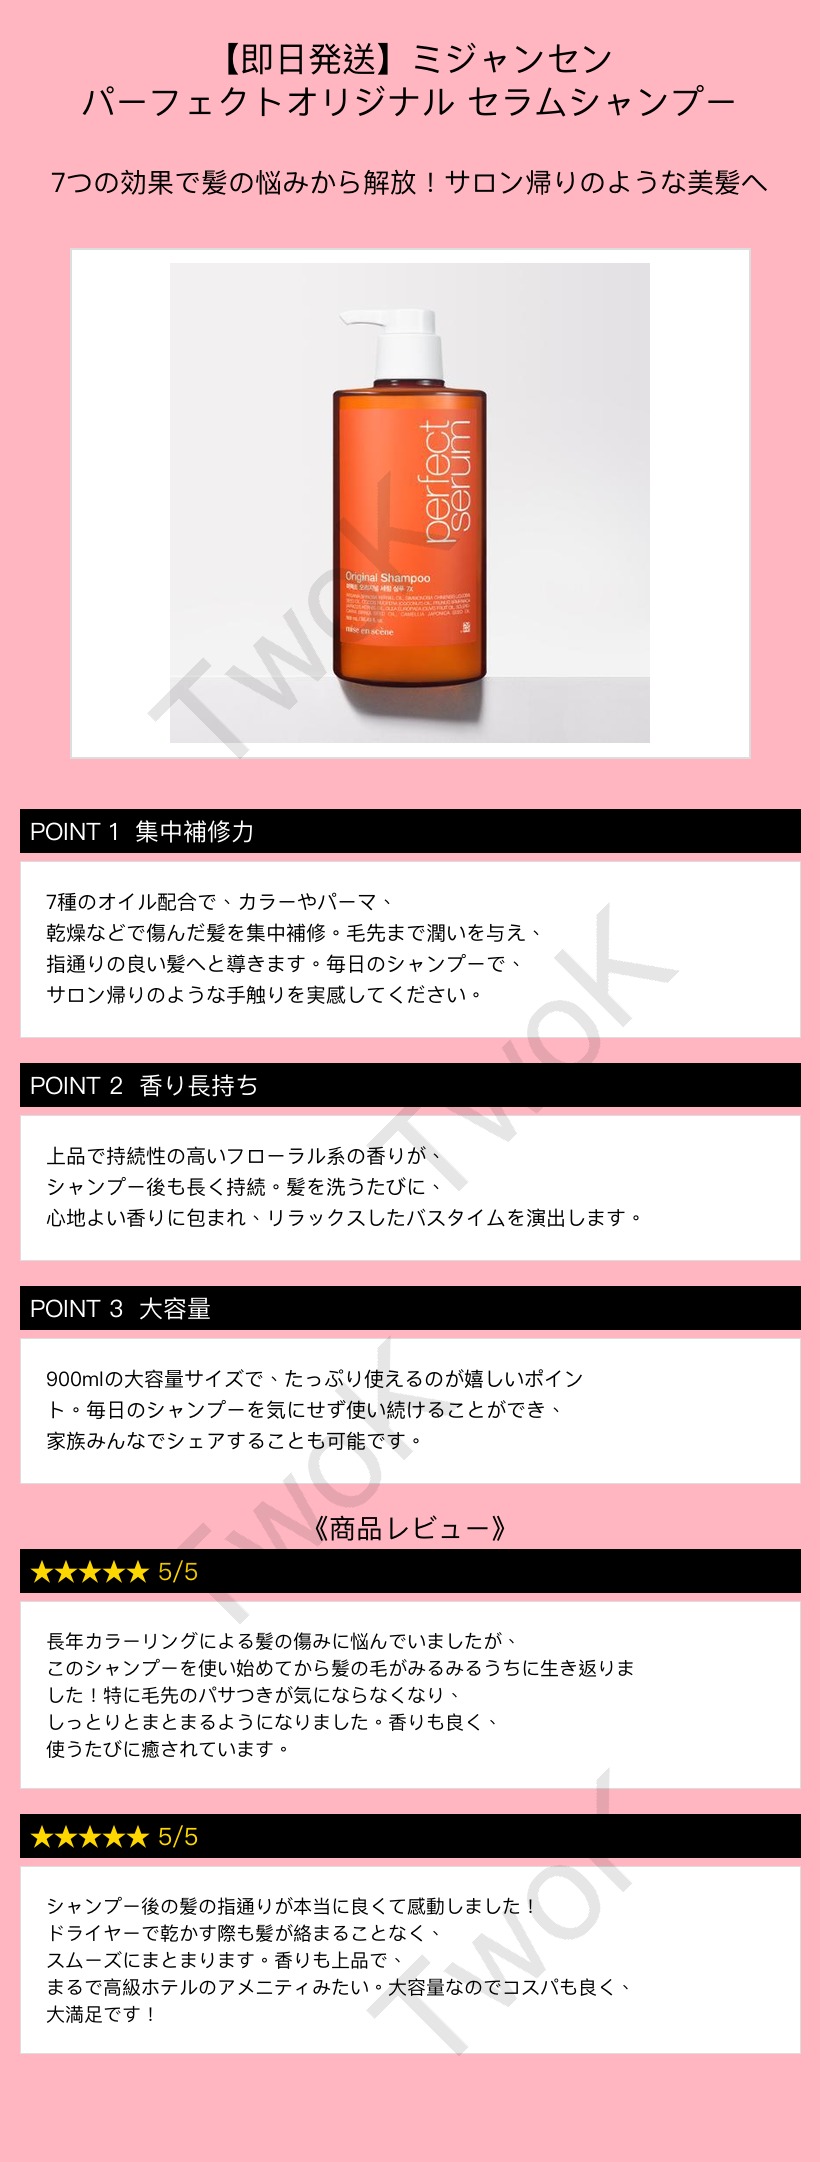 【即日発送】ミジャンセン
パーフェクトオリジナル セラムシャンプー
7つの効果で髪の悩みから解放！サロン帰りのような美髪へ
perfect
serum
Original Shampoo
퍼펙트 오리지널 세럼 샴푸 7X
mise en scène
POINT 1 集中補修力
7種のオイル配合で、カラーやパーマ、
乾燥などで傷んだ髪を集中補修。毛先まで潤いを与え、
指通りの良い髪へと導きます。毎日のシャンプーで、
サロン帰りのような手触りを実感してください。
POINT 2 香り長持ち
上品で持続性の高いフローラル系の香りが、
シャンプー後も長く持続。髪を洗うたびに、
心地よい香りに包まれ、リラックスしたバスタイムを演出します。
POINT 3 大容量
900mlの大容量サイズで、たっぷり使えるのが嬉しいポイン
ト。毎日のシャンプーを気にせず使い続けることができ、
家族みんなでシェアすることも可能です。
《商品レビュー》
★★★★★ 5/5
長年カラーリングによる髪の傷みに悩んでいましたが、
このシャンプーを使い始めてから髪の毛がみるみるうちに生き返りま
した！特に毛先のパサつきが気にならなくなり、
しっとりとまとまるようになりました。香りも良く、
使うたびに癒されています。
★★★★★ 5/5
シャンプー後の髪の指通りが本当に良くて感動しました！
ドライヤーで乾かす際も髪が絡まることなく、
スムーズにまとまります。香りも上品で、
まるで高級ホテルのアメニティみたい。大容量なのでコスパも良く、
大満足です！
TwoK
TwoK
TwoK
TwoK